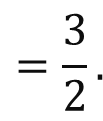 = 3/2.